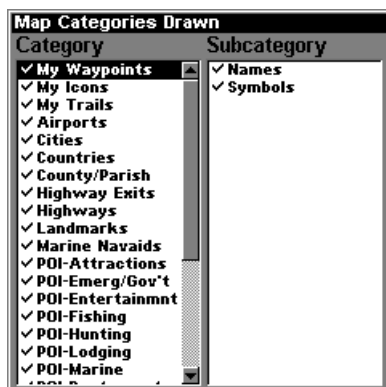 Map Categories Drawn
Category
Subcategory
✓ My Waypoints
✓ My Icons
✓ My Trails
✓ Airports
✓ Cities
✓ Countries
✓ County/Parish
✓ Highway Exits
✓ Highways
✓ Landmarks
✓ Marine Navaids
✓ POI-Attractions
✓ POI-Emerg/Gov't
✓ POI-Entertainmnt
✓ POI-Fishing
✓ POI-Hunting
✓ POI-Lodging
✓ POI-Marine
✓ Names
✓ Symbols